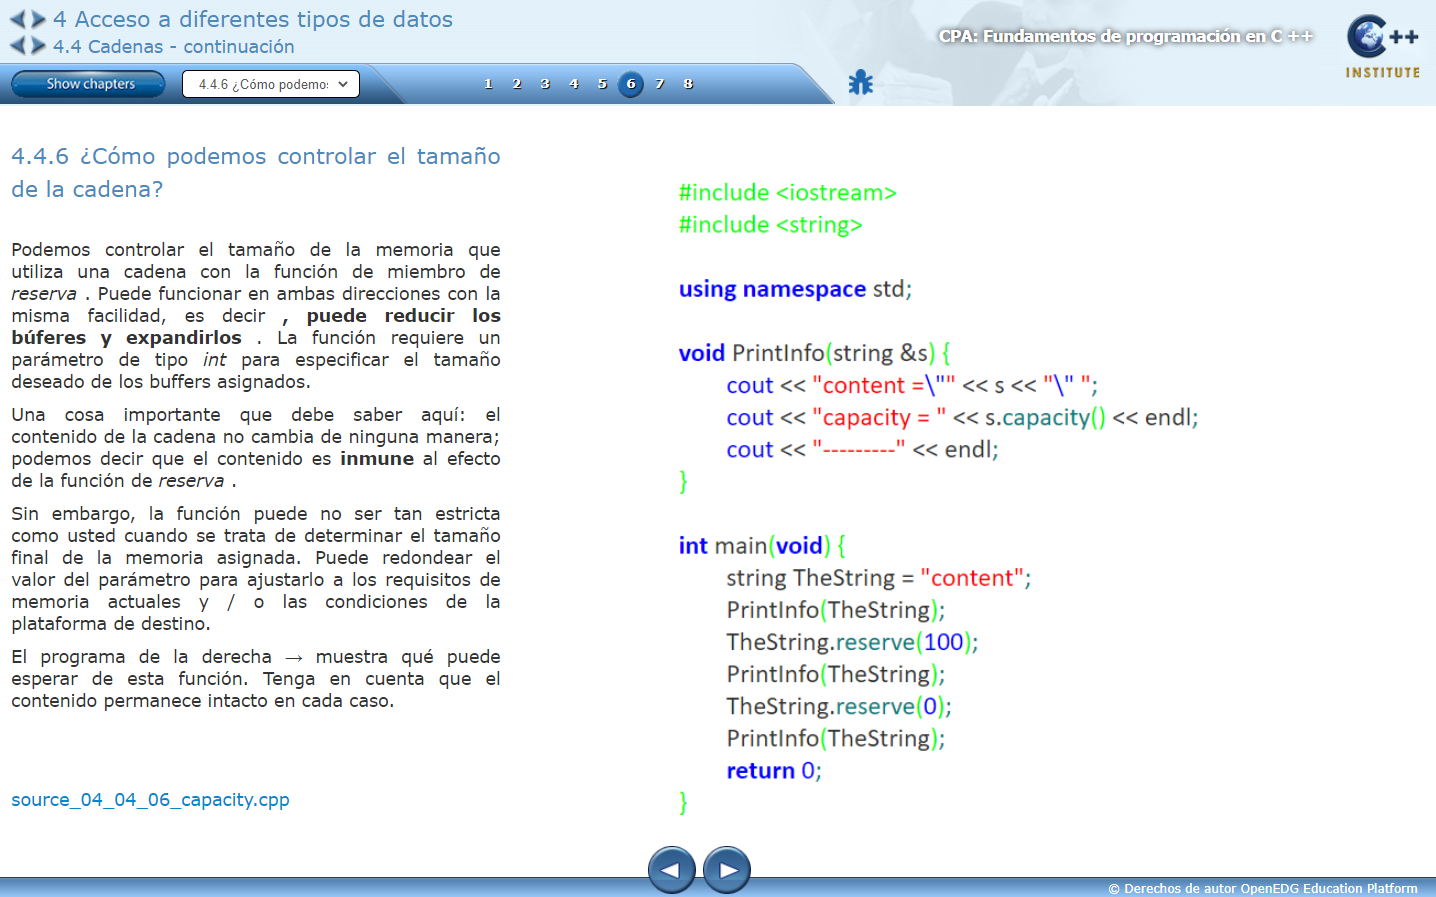 4 Acceso a diferentes tipos de datos
4.4 Cadenas - continuación
CPA: Fundamentos de programación en C ++
C++
INSTITUTE
Show chapters
4.4.6 ¿Cómo podemos
1 2 3 4 5 6 7 8
4.4.6 ¿Cómo podemos controlar el tamaño
de la cadena?
Podemos controlar el tamaño de la memoria que
utiliza una cadena con la función de miembro de
reserva . Puede funcionar en ambas direcciones con la
misma facilidad, es decir , puede reducir los
búferes y expandirlos . La función requiere un
parámetro de tipo int para especificar el tamaño
deseado de los buffers asignados.
Una cosa importante que debe saber aquí: el
contenido de la cadena no cambia de ninguna manera;
podemos decir que el contenido es inmune al efecto
de la función de reserva .
Sin embargo, la función puede no ser tan estricta
como usted cuando se trata de determinar el tamaño
final de la memoria asignada. Puede redondear el
valor del parámetro para ajustarlo a los requisitos de
memoria actuales y / o las condiciones de la
plataforma de destino.
El programa de la derecha → muestra qué puede
esperar de esta función. Tenga en cuenta que el
contenido permanece intacto en cada caso.
source_04_04_06_capacity.cpp
#include <iostream>
#include <string>
using namespace std;
void PrintInfo(string &s) {
cout << "content =\"" << s << "\" ";
cout << "capacity = " << s.capacity() << endl;
cout << "---------" << endl;
}
int main(void) {
string TheString = "content";
PrintInfo(TheString);
TheString.reserve(100);
PrintInfo(TheString);
TheString.reserve(0);
PrintInfo(TheString);
return 0;
}
© Derechos de autor OpenEDG Education Platform